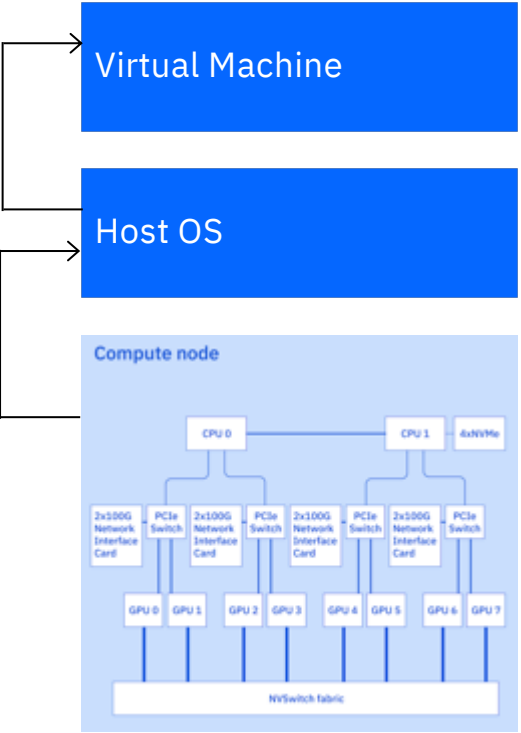 Virtual Machine
Host OS
Compute node
CPU 0
CPU 1
4xNVMe
2x100G
Network
Interface
Card
PCIe
Switch
2x100G
Network
Interface
Card
PCIe
Switch
2x100G
Network
Interface
Card
PCIe
Switch
2x100G
Network
Interface
Card
PCIe
Switch
GPU 0
GPU 1
GPU 2
GPU 3
GPU 4
GPU 5
GPU 6
GPU 7
NVSwitch fabric